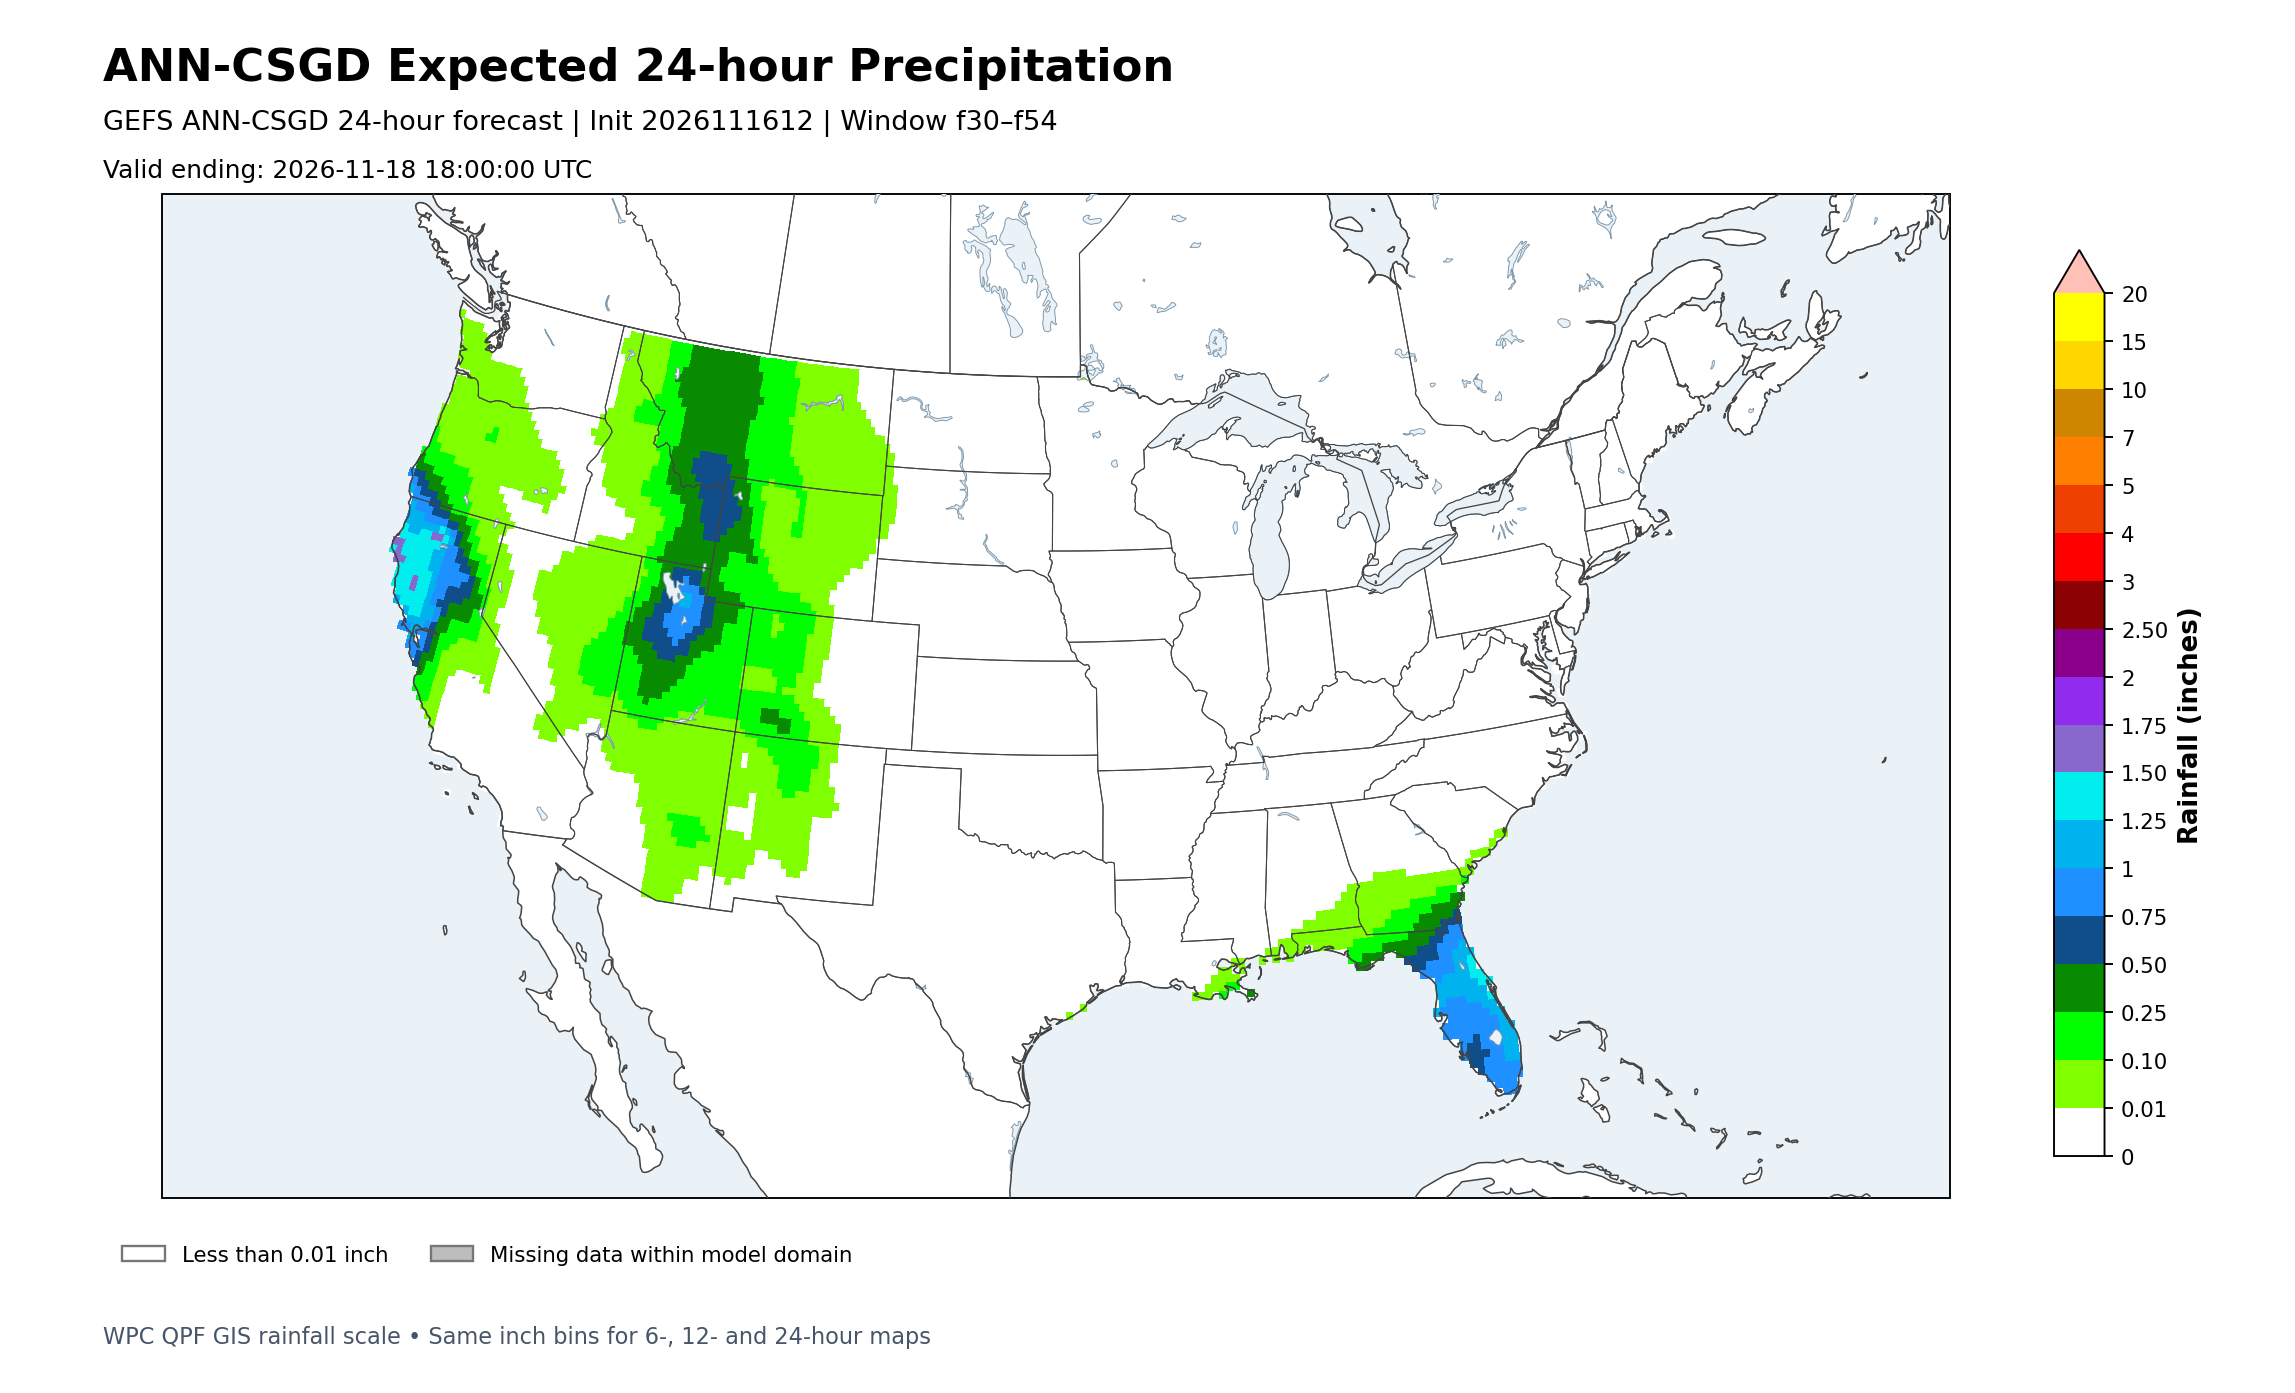 ANN-CSGD Expected 24-hour Precipitation
GEFS ANN-CSGD 24-hour forecast | Init 2026111612 | Window f30–f54
Valid ending: 2026-11-18 18:00:00 UTC
20
15
10
7
5
4
3
2.50
2
1.75
1.50
1.25
1
0.75
0.50
0.25
0.10
0.01
0
Rainfall (inches)
Less than 0.01 inch
Missing data within model domain
WPC QPF GIS rainfall scale • Same inch bins for 6-, 12- and 24-hour maps